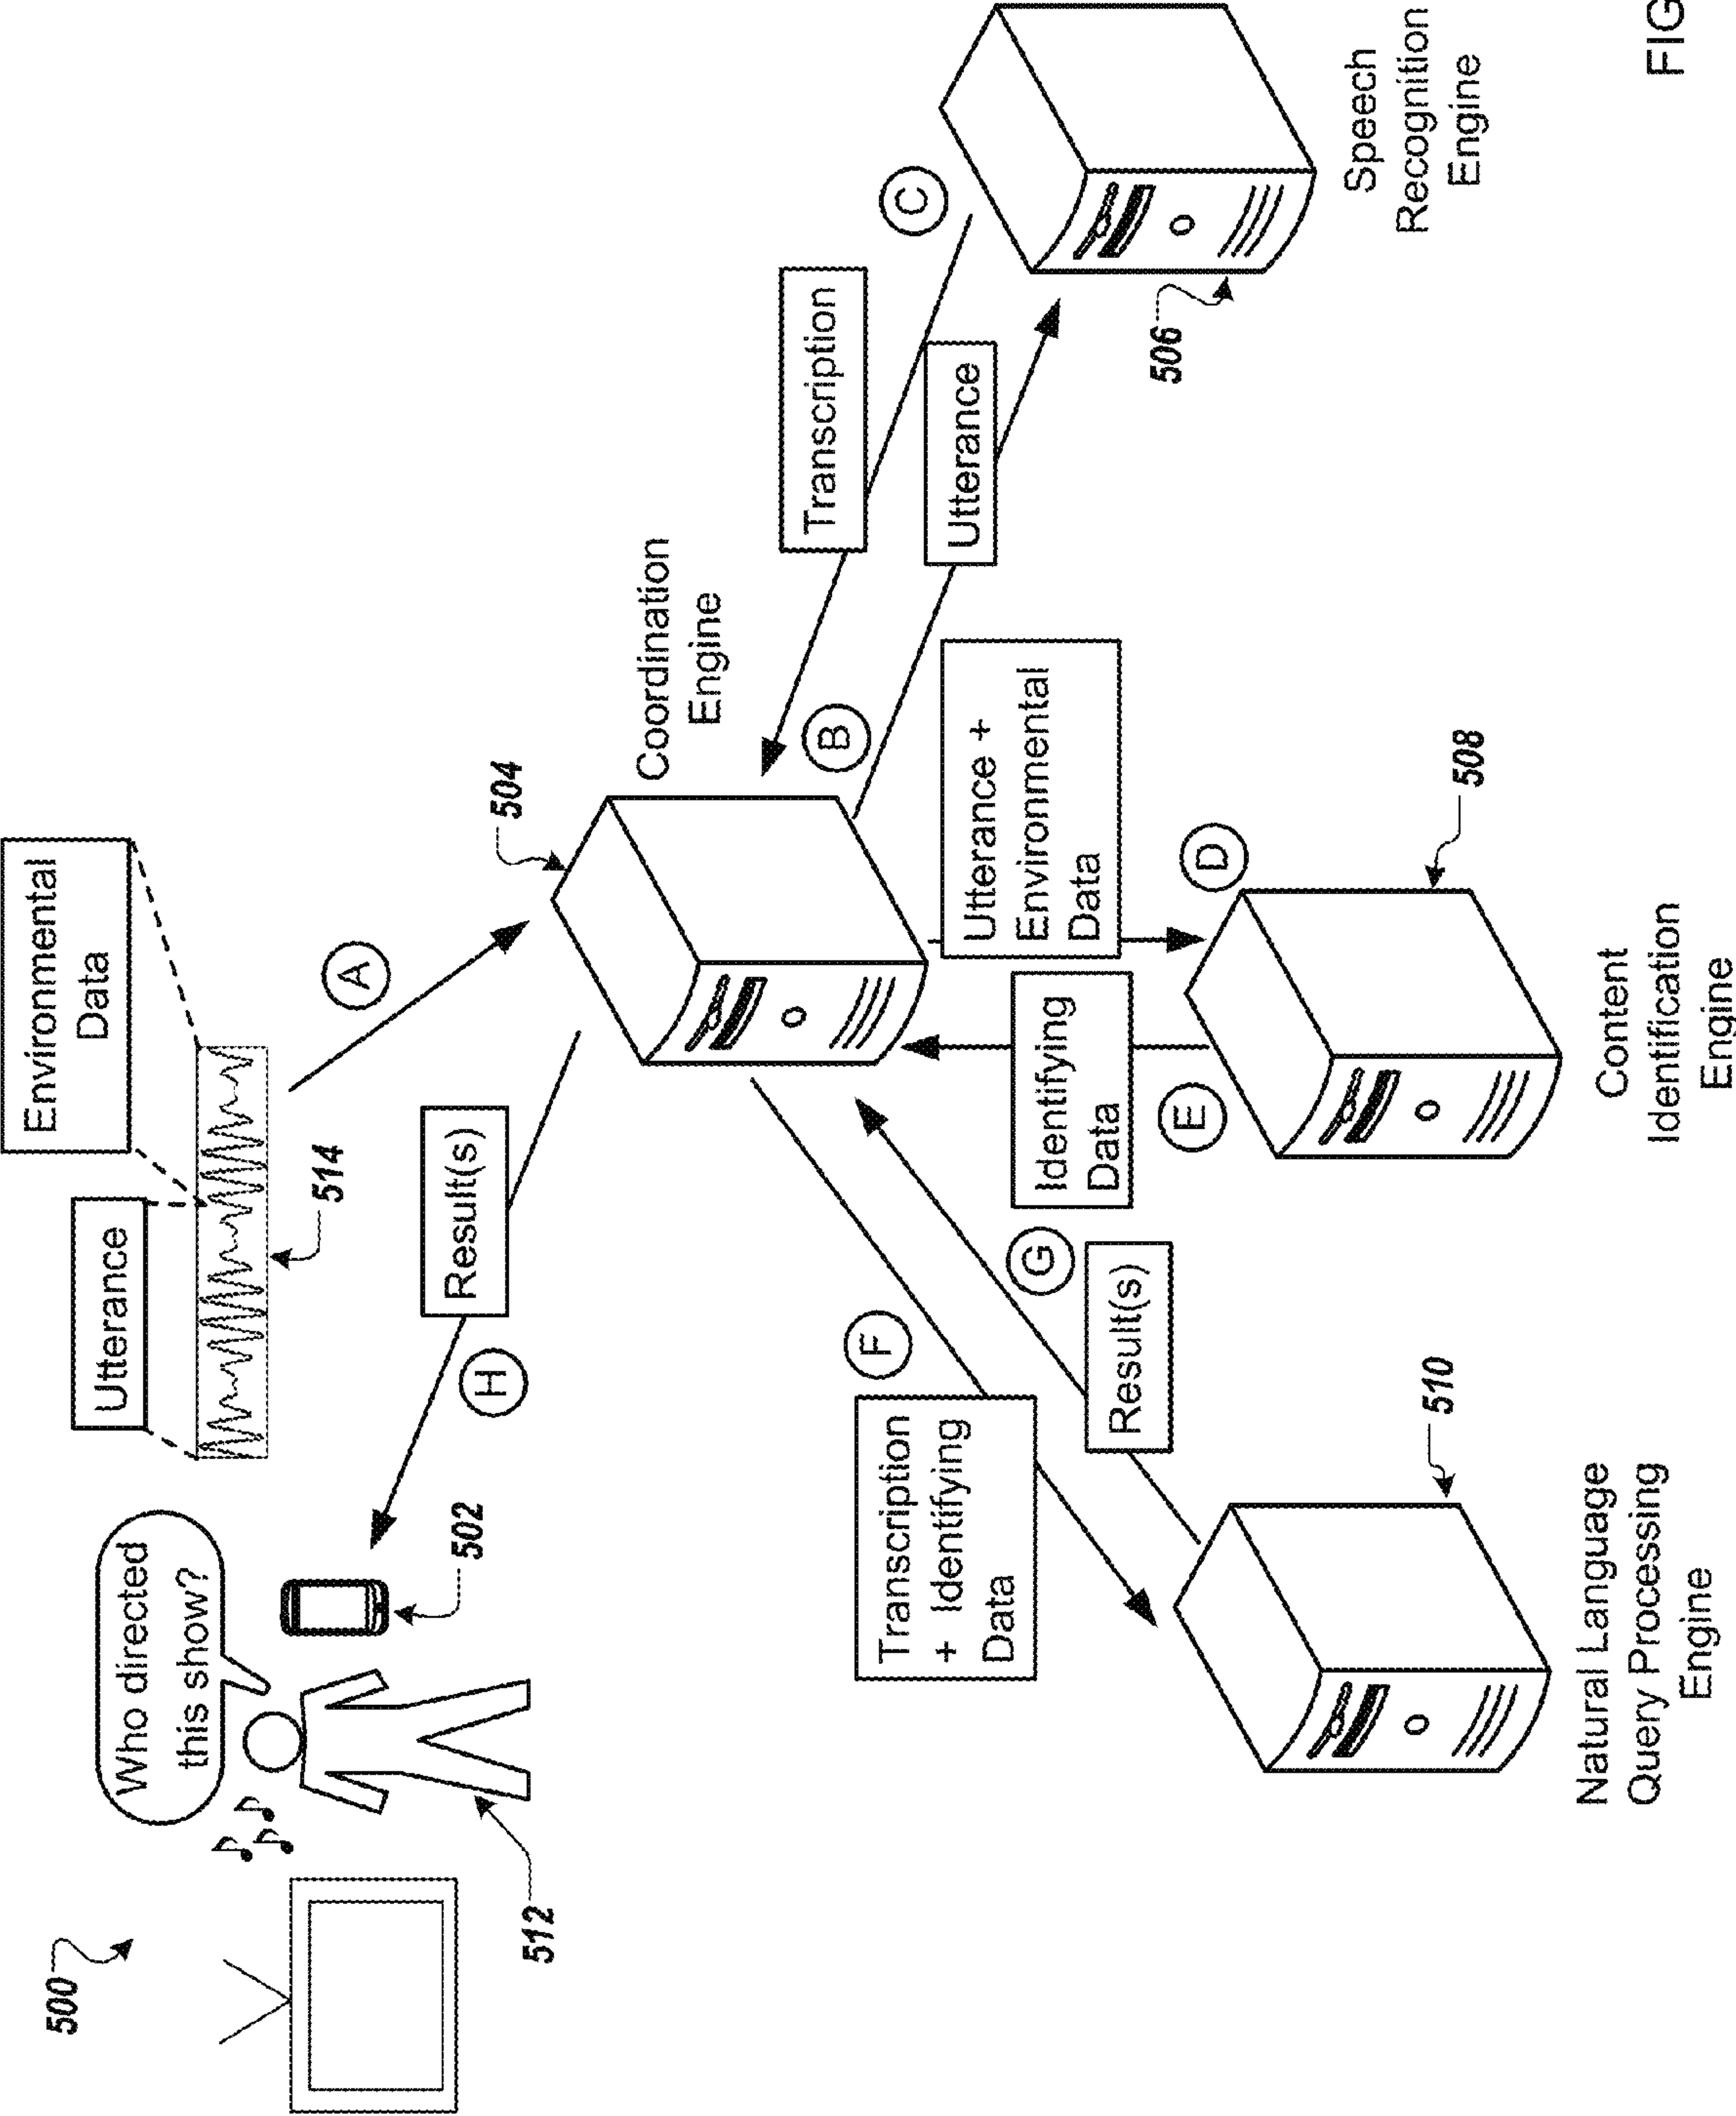 500
Who directed
this show?
502
512
Utterance
Environmental
Data
514
A
H
Result(s)
504
Coordination
Engine
Transcription
C
B
Utterance
506
Speech
Recognition
Engine
Utterance +
Environmental
Data
D
508
Identifying
Data
E
Content
Identification
Engine
F
Transcription
+ Identifying
Data
G
Result(s)
510
Natural Language
Query Processing
Engine
FIG